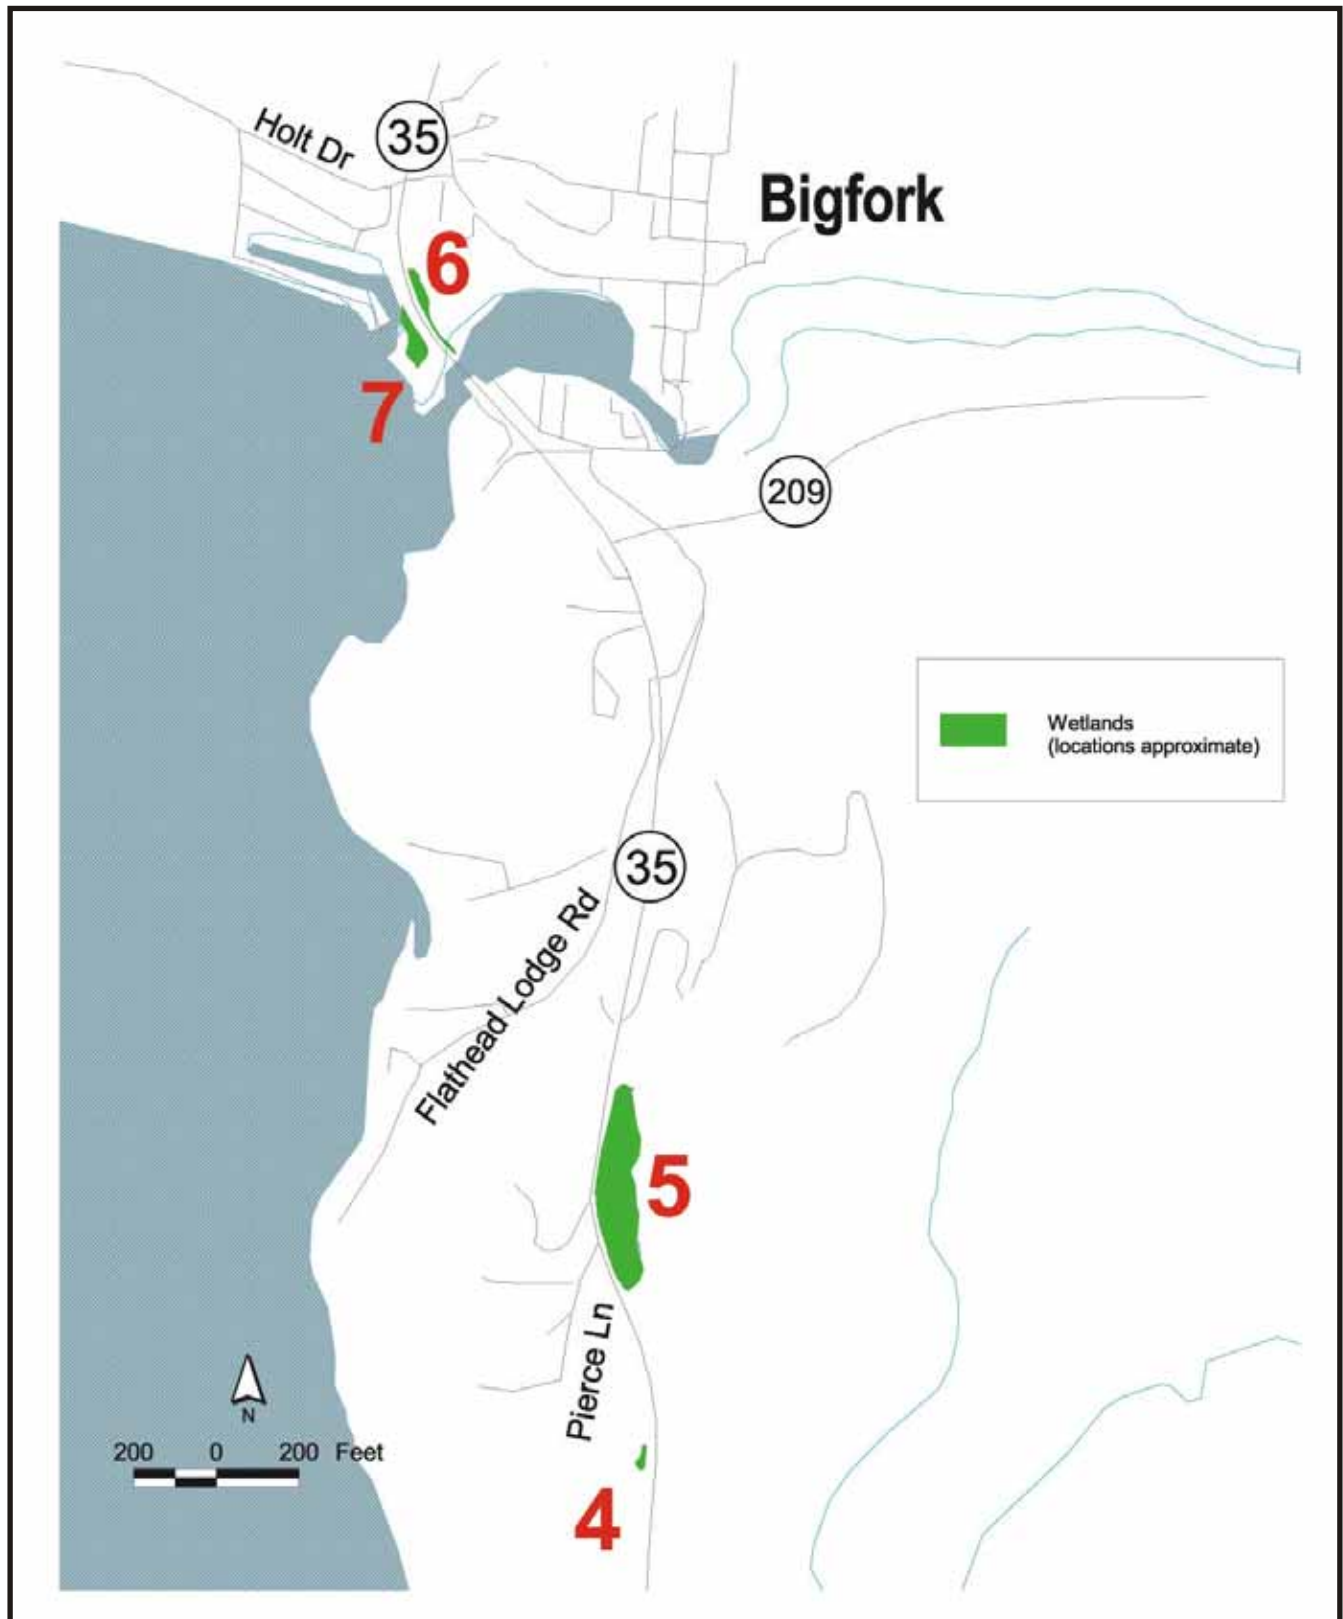 Holt Dr
35
Bigfork
6
7
209
Wetlands
(locations approximate)
35
Flathead Lodge Rd
5
Pierce Ln
N
200 0 200 Feet
4